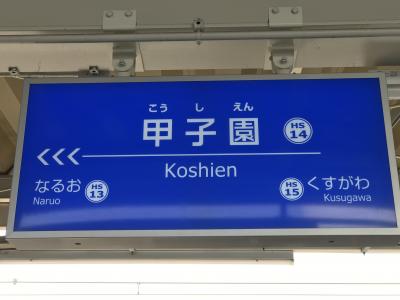 こう し えん
甲子園 HS 14
<<<
Koshien
なるお HS 13
Naruo
HS 15 くすがわ
Kusugawa